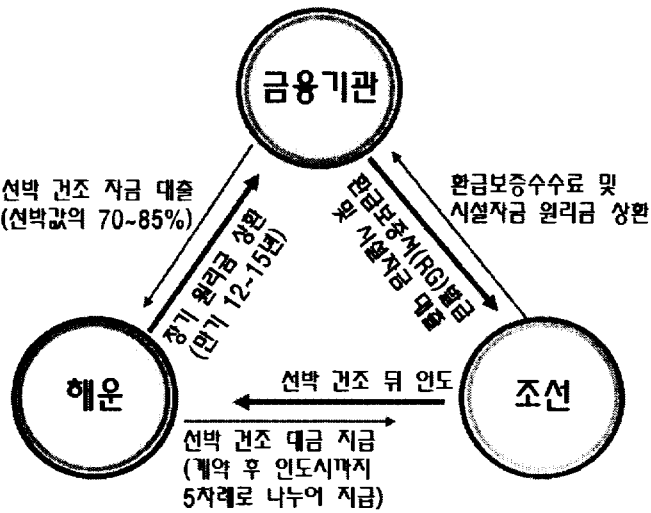 금융기관
선박 건조 자금 대출
(선박값의 70~85%)
장기 원리금 상환
(만기 12~15년)
환급보증서(RG)발급
및 시설자금 대출
환급보증수수료 및
시설자금 원리금 상환
해운
선박 건조 뒤 인도
조선
선박 건조 대금 지급
(계약 후 인도시까지
5차례로 나누어 지급)